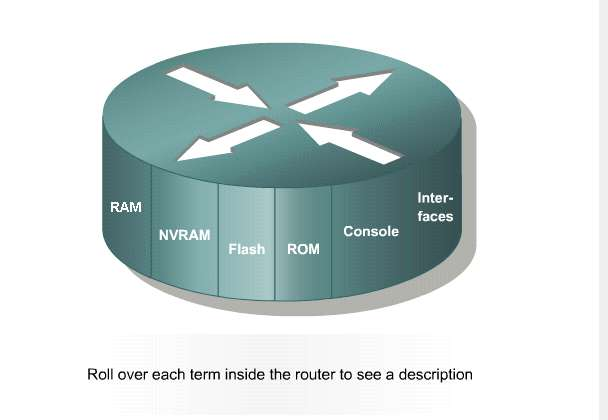 RAM
NVRAM
Flash
ROM
Console
Inter-
faces
Roll over each term inside the router to see a description